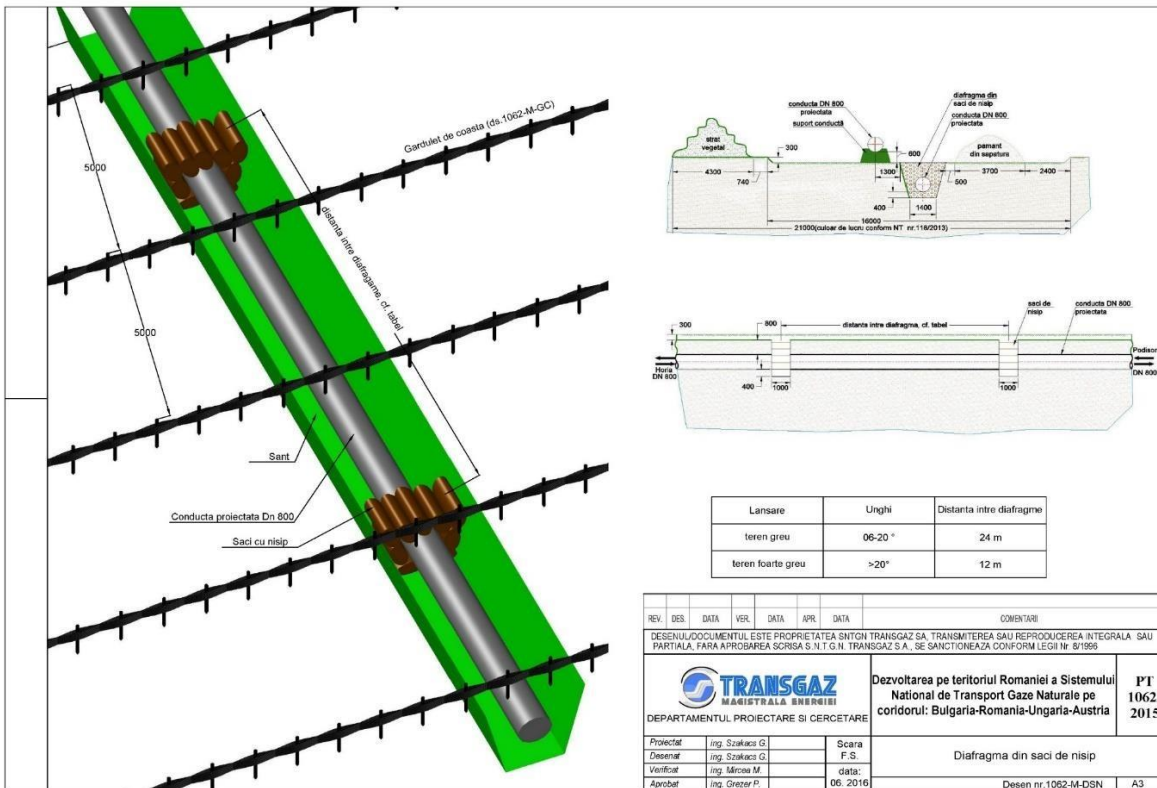 5000
5000
Gardulet de coasta (ds.1062-M-GC)
distanta intre diafragame, cf. tabel
Sant
Conducta proiectata Dn 800
Saci cu nisip
diafragma din
saci de nisip
conducta DN 800
proiectata
conducta DN 800
proiectata
suport conductă
strat
vegetal
300
600
pamant
din sapatura
4300
740
1300
500
3700
2400
400
1400
16000
21000(culoar de lucru conform NT nr.116/2013)
saci de
nisip
conducta DN 800
proiectata
300
800
distanta intre diafragma, cf. tabel
Horia
DN 800
Podisor
DN 800
400
1000
1000
Lansare Unghi Distanta intre diafragme
teren greu 06-20 ° 24 m
teren foarte greu >20° 12 m
REV. DES. DATA VER. DATA APR. DATA COMENTARII
DESENUL/DOCUMENTUL ESTE PROPRIETATEA SNTGN TRANSGAZ SA, TRANSMITEREA SAU REPRODUCEREA INTEGRALA SAU
PARTIALA, FARA APROBAREA SCRISA S.N.T.G.N. TRANSGAZ S.A., SE SANCTIONEAZA CONFORM LEGII Nr. 8/1996
TRANSGAZ
MAGISTRALA ENERGIEI
DEPARTAMENTUL PROIECTARE SI CERCETARE
Dezvoltarea pe teritoriul Romaniei a Sistemului
National de Transport Gaze Naturale pe
coridorul: Bulgaria-Romania-Ungaria-Austria
PT
1062
2015
Proiectat ing. Szakacs G.
Desenat ing. Szakacs G.
Verificat ing. Mircea M.
Aprobat ing. Grezer P.
Scara
F.S.
data:
06. 2016
Diafragma din saci de nisip
Desen nr.1062-M-DSN A3